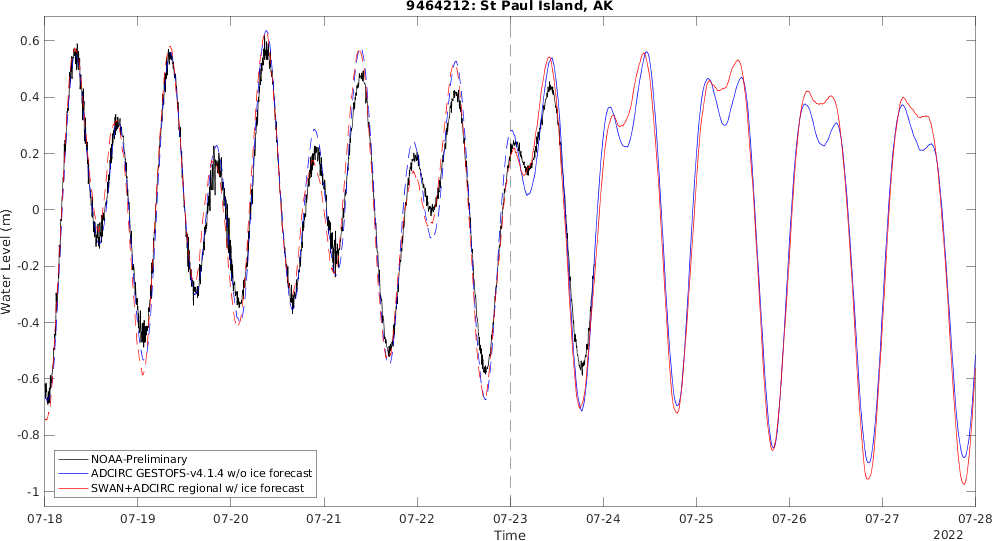 9464212: St Paul Island, AK
0.6
0.4
0.2
0
-0.2
-0.4
-0.6
-0.8
-1
Water Level (m)
NOAA-Preliminary
ADCIRC GESTOFS-v4.1.4 w/o ice forecast
SWAN+ADCIRC regional w/ ice forecast
07-18 07-19 07-20 07-21 07-22 07-23 07-24 07-25 07-26 07-27 07-28
Time
2022